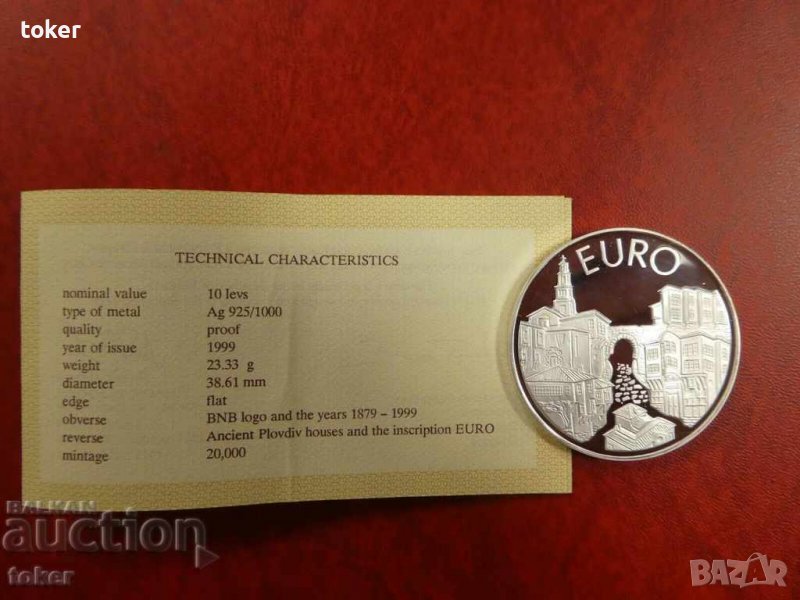 toker
toker
TECHNICAL CHARACTERISTICS
nominal value 10 levs
type of metal Ag 925/1000
quality proof
year of issue 1999
weight 23.33 g
diameter 38.61 mm
edge flat
obverse BNB logo and the years 1879 – 1999
reverse Ancient Plovdiv houses and the inscription EURO
mintage 20,000
EURO
BALKAN
auction
toker
BAZAR